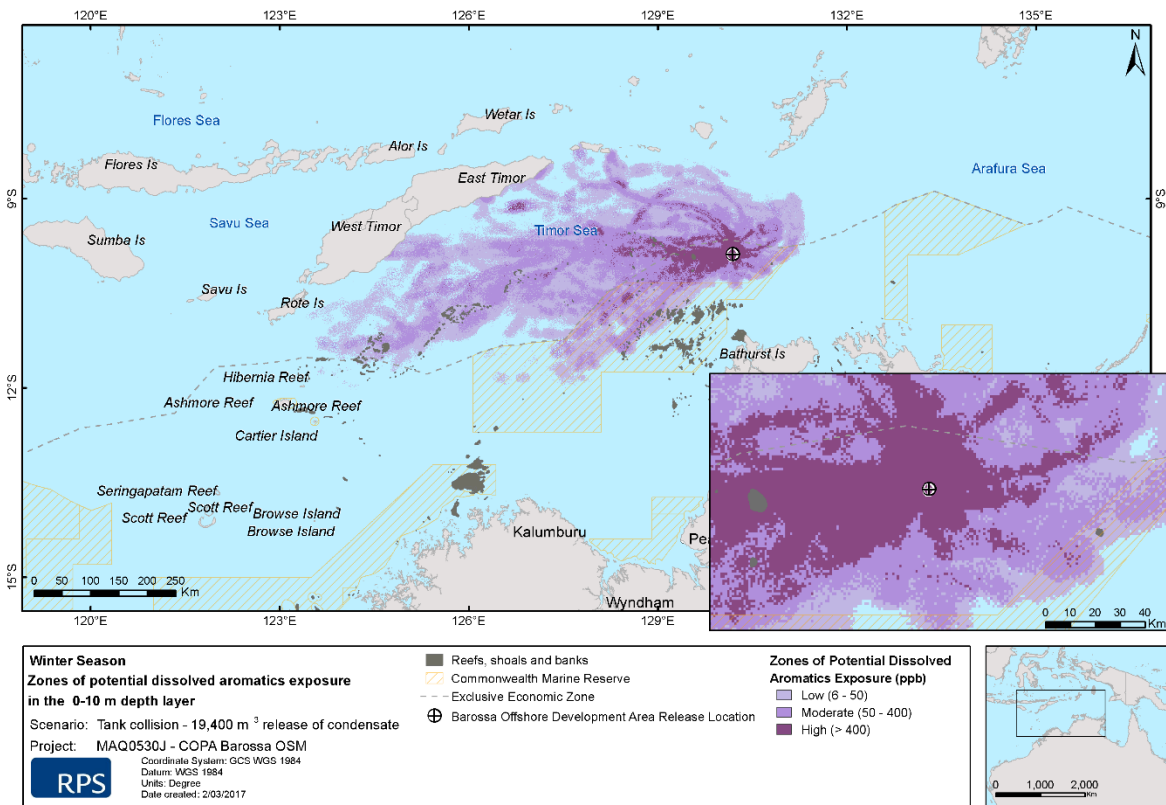 120°E
123°E
126°E
129°E
132°E
135°E
N
Wetar Is
Flores Sea
Alor Is
Flores Is
East Timor
Arafura Sea
9°S
9°S
Savu Sea
West Timor
Timor Sea
Sumba Is
Savu Is
Rote Is
Bathurst Is
Hibernia Reef
12°S
Ashmore Reef
Ashmore Reef
Cartier Island
Seringapatam Reef
Scott Reef
Scott Reef
Browse Island
Browse Island
Kalumburu
Pea
15°S
0 50 100 150 200 250
Km
Wyndham
0 10 20 30 40
Km
120°E
123°E
126°E
129°E
132°E
135°E
Winter Season
Zones of potential dissolved aromatics exposure
in the 0-10 m depth layer
Scenario: Tank collision - 19,400 m³ release of condensate
Project: MAQ0530J - COPA Barossa OSM
RPS
Coordinate System: GCS WGS 1984
Datum: WGS 1984
Units: Degree
Date created: 2/03/2017
Reefs, shoals and banks
Commonwealth Marine Reserve
Exclusive Economic Zone
Barossa Offshore Development Area Release Location
Zones of Potential Dissolved
Aromatics Exposure (ppb)
Low (6 - 50)
Moderate (50 - 400)
High (> 400)
0 1,000 2,000
Km